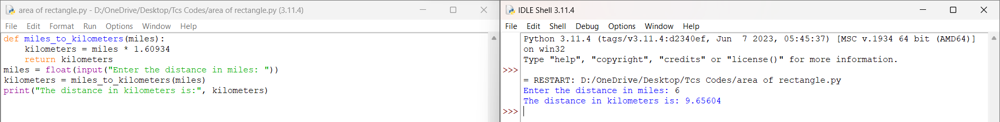 area of rectangle.py - D:/OneDrive/Desktop/Tcs Codes/area of rectangle.py (3.11.4)
File Edit Format Run Options Window Help
def miles_to_kilometers(miles):
    kilometers = miles * 1.60934
    return kilometers
miles = float(input("Enter the distance in miles: "))
kilometers = miles_to_kilometers(miles)
print("The distance in kilometers is:", kilometers)
IDLE Shell 3.11.4
File Edit Shell Debug Options Window Help
Python 3.11.4 (tags/v3.11.4:d2340ef, Jun  7 2023, 05:45:37) [MSC v.1934 64 bit (AMD64)]
on win32
Type "help", "copyright", "credits" or "license()" for more information.
>>>
= RESTART: D:/OneDrive/Desktop/Tcs Codes/area of rectangle.py
Enter the distance in miles: 6
The distance in kilometers is: 9.65604
>>>